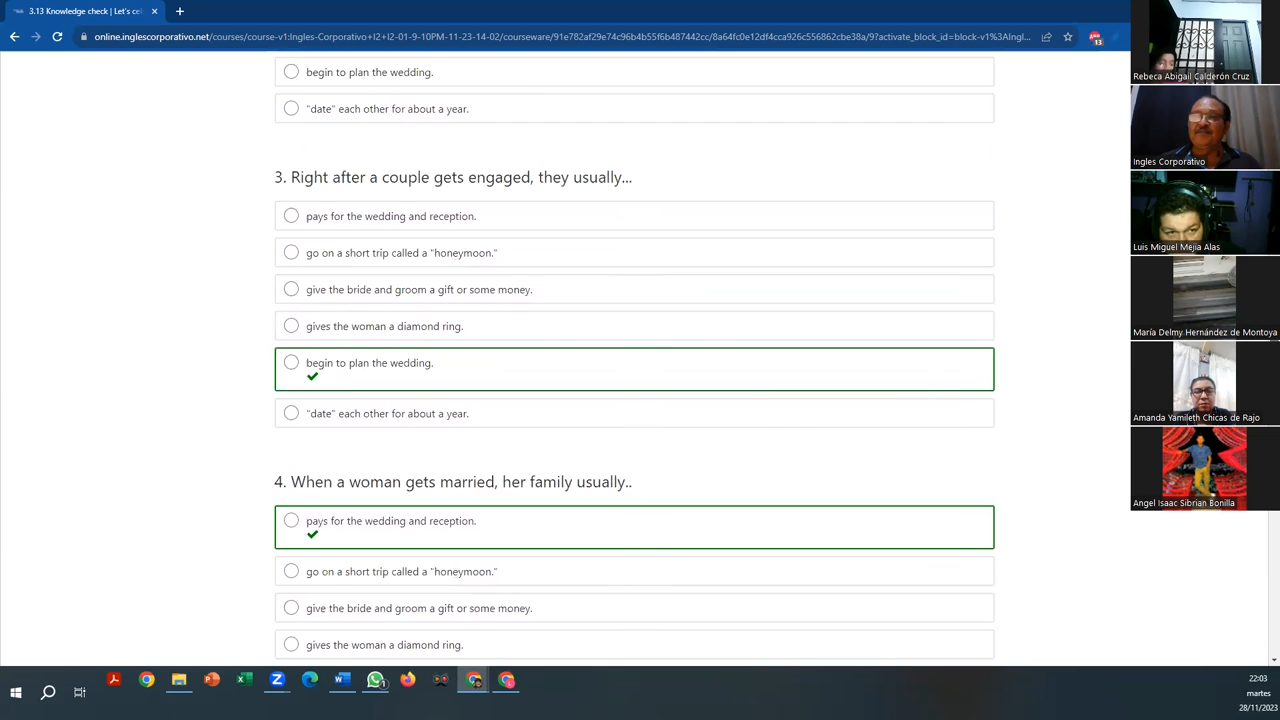 3.13 Knowledge check | Let's cel
online.inglescorporativo.net/courses/course-v1:Ingles-Corporativo+I2+I2-01-9-10PM-11-23-14-02/courseware/91e782af29e74c96b4b55f6b487442cc/8a64fc0e12df4cca926c556862cbe38a/9?activate_block_id=block-v1%3AIngl...
13
begin to plan the wedding.
"date" each other for about a year.
3. Right after a couple gets engaged, they usually...
pays for the wedding and reception.
go on a short trip called a "honeymoon."
give the bride and groom a gift or some money.
gives the woman a diamond ring.
begin to plan the wedding.
"date" each other for about a year.
4. When a woman gets married, her family usually..
pays for the wedding and reception.
go on a short trip called a "honeymoon."
give the bride and groom a gift or some money.
gives the woman a diamond ring.
Rebeca Abigail Calderón Cruz
Ingles Corporativo
Luis Miguel Mejia Alas
María Delmy Hernández de Montoya
Amanda Yamileth Chicas de Rajo
Angel Isaac Sibrian Bonilla
22:03
martes
28/11/2023